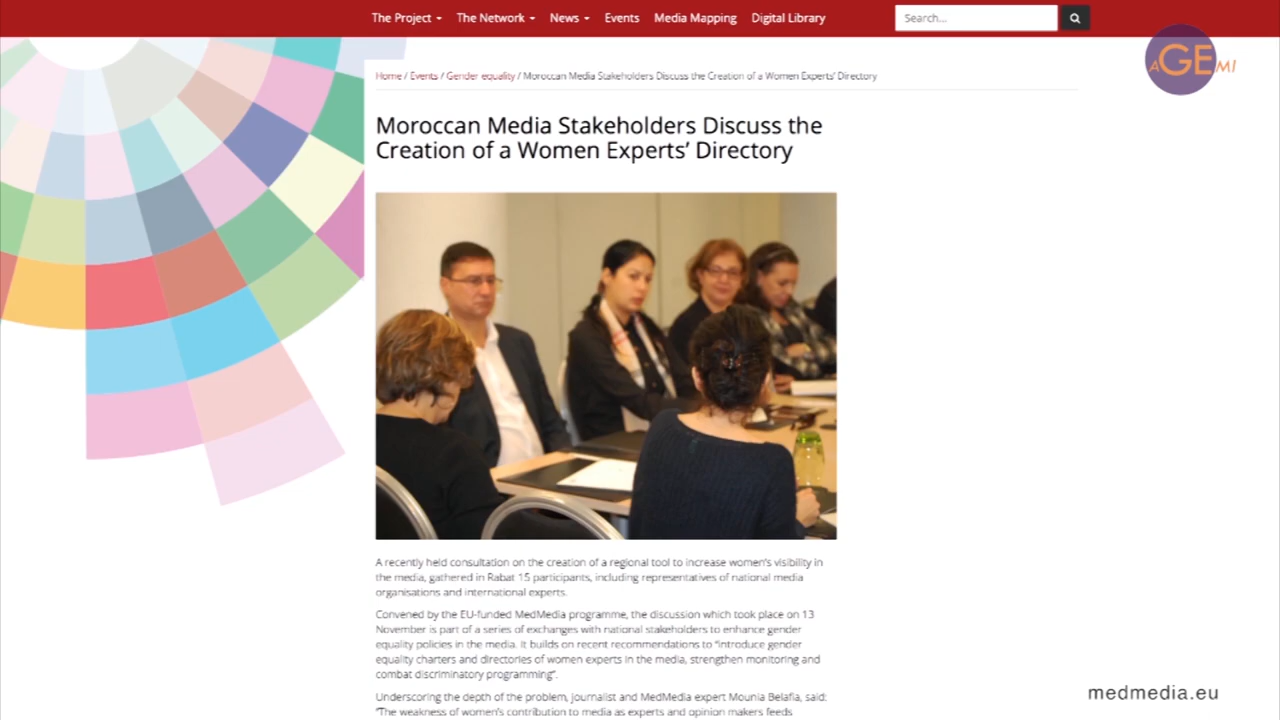 The Project The Network News Events Media Mapping Digital Library Search...
AGEMI
Home / Events / Gender equality / Moroccan Media Stakeholders Discuss the Creation of a Women Experts' Directory
Moroccan Media Stakeholders Discuss the
Creation of a Women Experts' Directory
A recently held consultation on the creation of a regional tool to increase women's visibility in
the media, gathered in Rabat 15 participants, including representatives of national media
organisations and international experts.
Convened by the EU-funded MedMedia programme, the discussion which took place on 13
November is part of a series of exchanges with national stakeholders to enhance gender
equality policies in the media. It builds on recent recommendations to "introduce gender
equality charters and directories of women experts in the media, strengthen monitoring and
combat discriminatory programming".
Underscoring the depth of the problem, journalist and MedMedia expert Mounia Belafia, said:
"The weakness of women's contribution to media as experts and opinion makers feeds
medmedia.eu